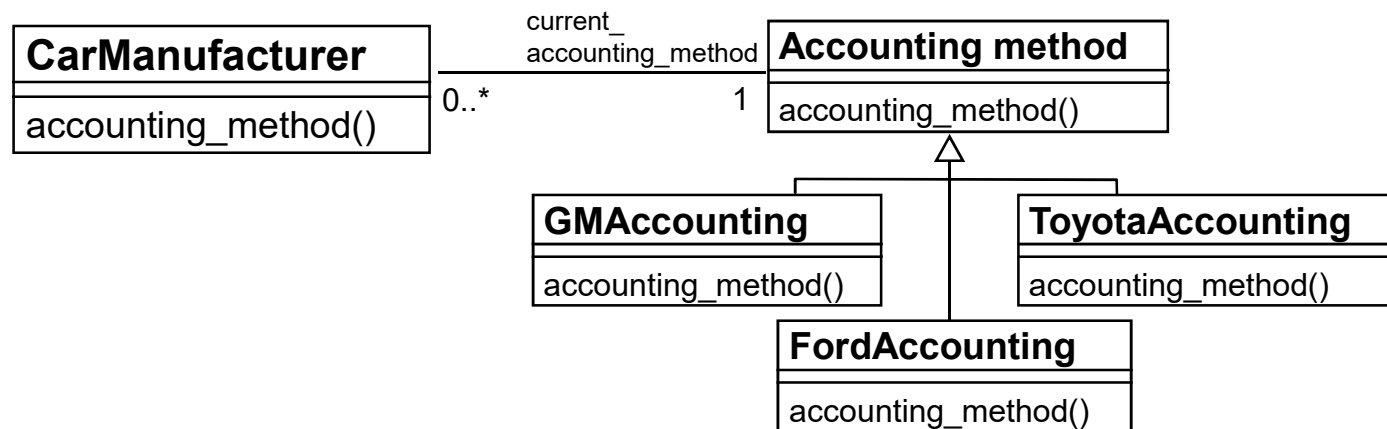 current_
accounting_method
CarManufacturer
Accounting method
0..*
1
accounting_method()
accounting_method()
GMAccounting
ToyotaAccounting
accounting_method()
accounting_method()
FordAccounting
accounting_method()